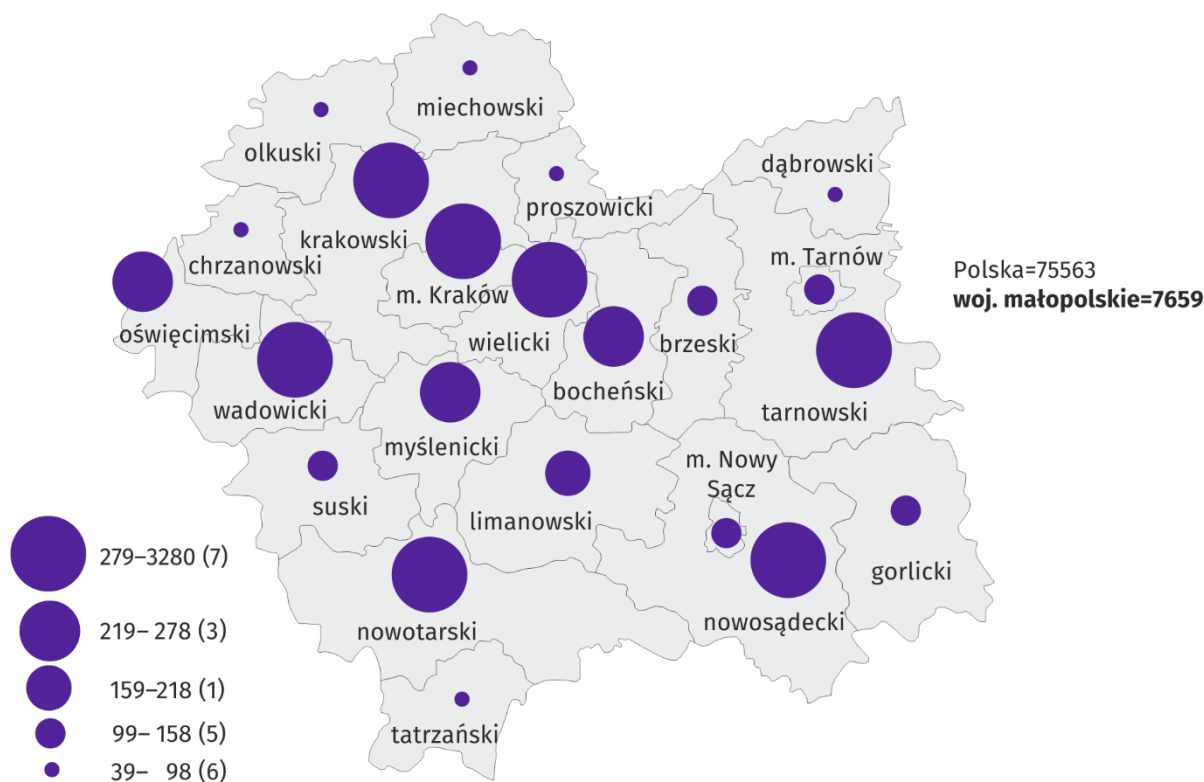 miechowski
olkuski
dąbrowski
proszowicki
krakowski
m. Tarnów
chrzanowski
Polska=75563
m. Kraków
woj. małopolskie=7659
oświęcimski
wielicki
brzeski
bocheński
wadowicki
tarnowski
myślenicki
m. Nowy
Sącz
suski
limanowski
279–3280 (7)
gorlicki
nowotarski
nowosądecki
219– 278 (3)
159–218 (1)
99– 158 (5)
tatrzański
39– 98 (6)